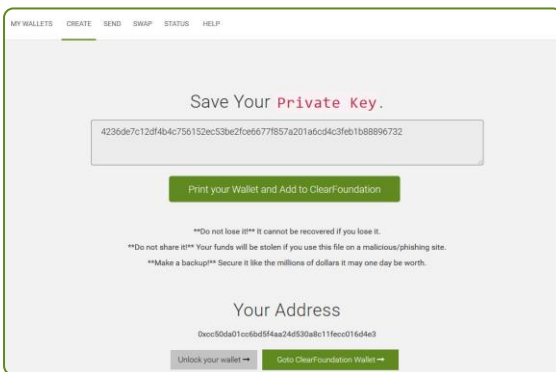 MY WALLETS CREATE SEND SWAP STATUS HELP
Save Your Private Key.
4236de7c12df4b4c756152ec53be2fce6677f857a201a6cd4c3feb1b88896732
Print your Wallet and Add to ClearFoundation
**Do not lose it!** It cannot be recovered if you lose it.
**Do not share it!** Your funds will be stolen if you use this file on a malicious/phishing site.
**Make a backup!** Secure it like the millions of dollars it may one day be worth.
Your Address
0xcc50da01cc6bd5f4aa24d530a8c11fecc016d4e3
Unlock your wallet → Goto ClearFoundation Wallet →